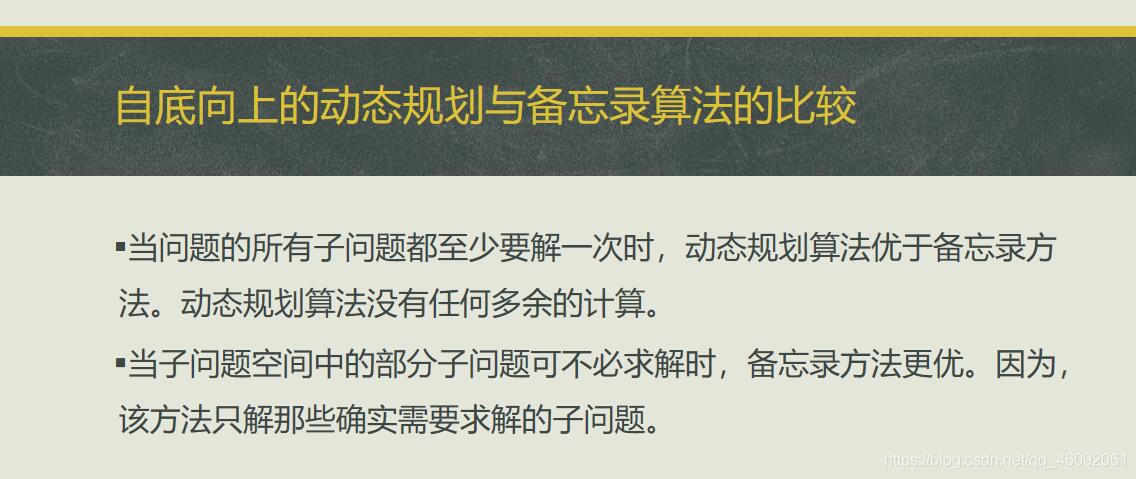 自底向上的动态规划与备忘录算法的比较
▪当问题的所有子问题都至少要解一次时，动态规划算法优于备忘录方
法。动态规划算法没有任何多余的计算。
▪当子问题空间中的部分子问题可不必求解时，备忘录方法更优。因为，
该方法只解那些确实需要求解的子问题。
https://blog.csdn.net/qq_46092061